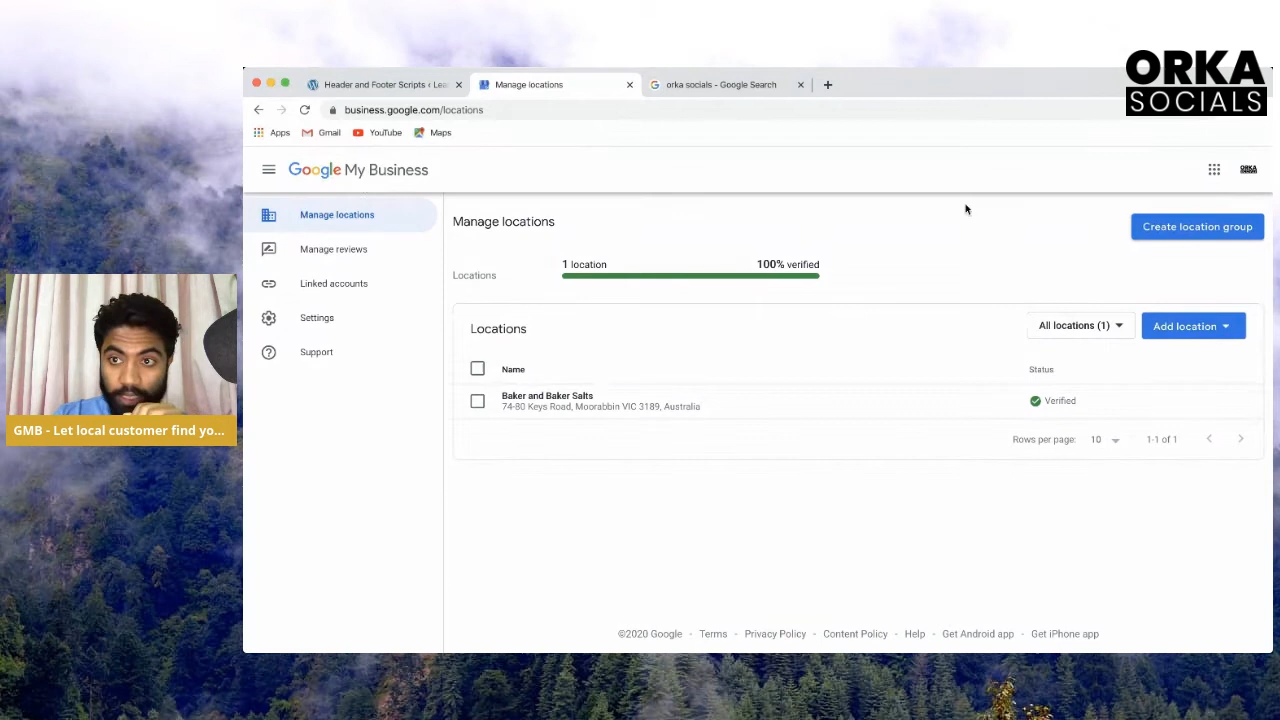 ORKA
SOCIALS
Header and Footer Scripts ‹ Lea
Manage locations
orka socials - Google Search
business.google.com/locations
Apps
Gmail
YouTube
Maps
Google My Business
ORKA
Manage locations
Manage reviews
Linked accounts
Settings
Support
Manage locations
Create location group
Locations
1 location
100% verified
Locations
All locations (1)
Add location
Name
Status
Baker and Baker Salts
74-80 Keys Road, Moorabbin VIC 3189, Australia
Verified
Rows per page:
10
1-1 of 1
GMB - Let local customer find yo...
©2020 Google - Terms - Privacy Policy - Content Policy - Help - Get Android app - Get iPhone app